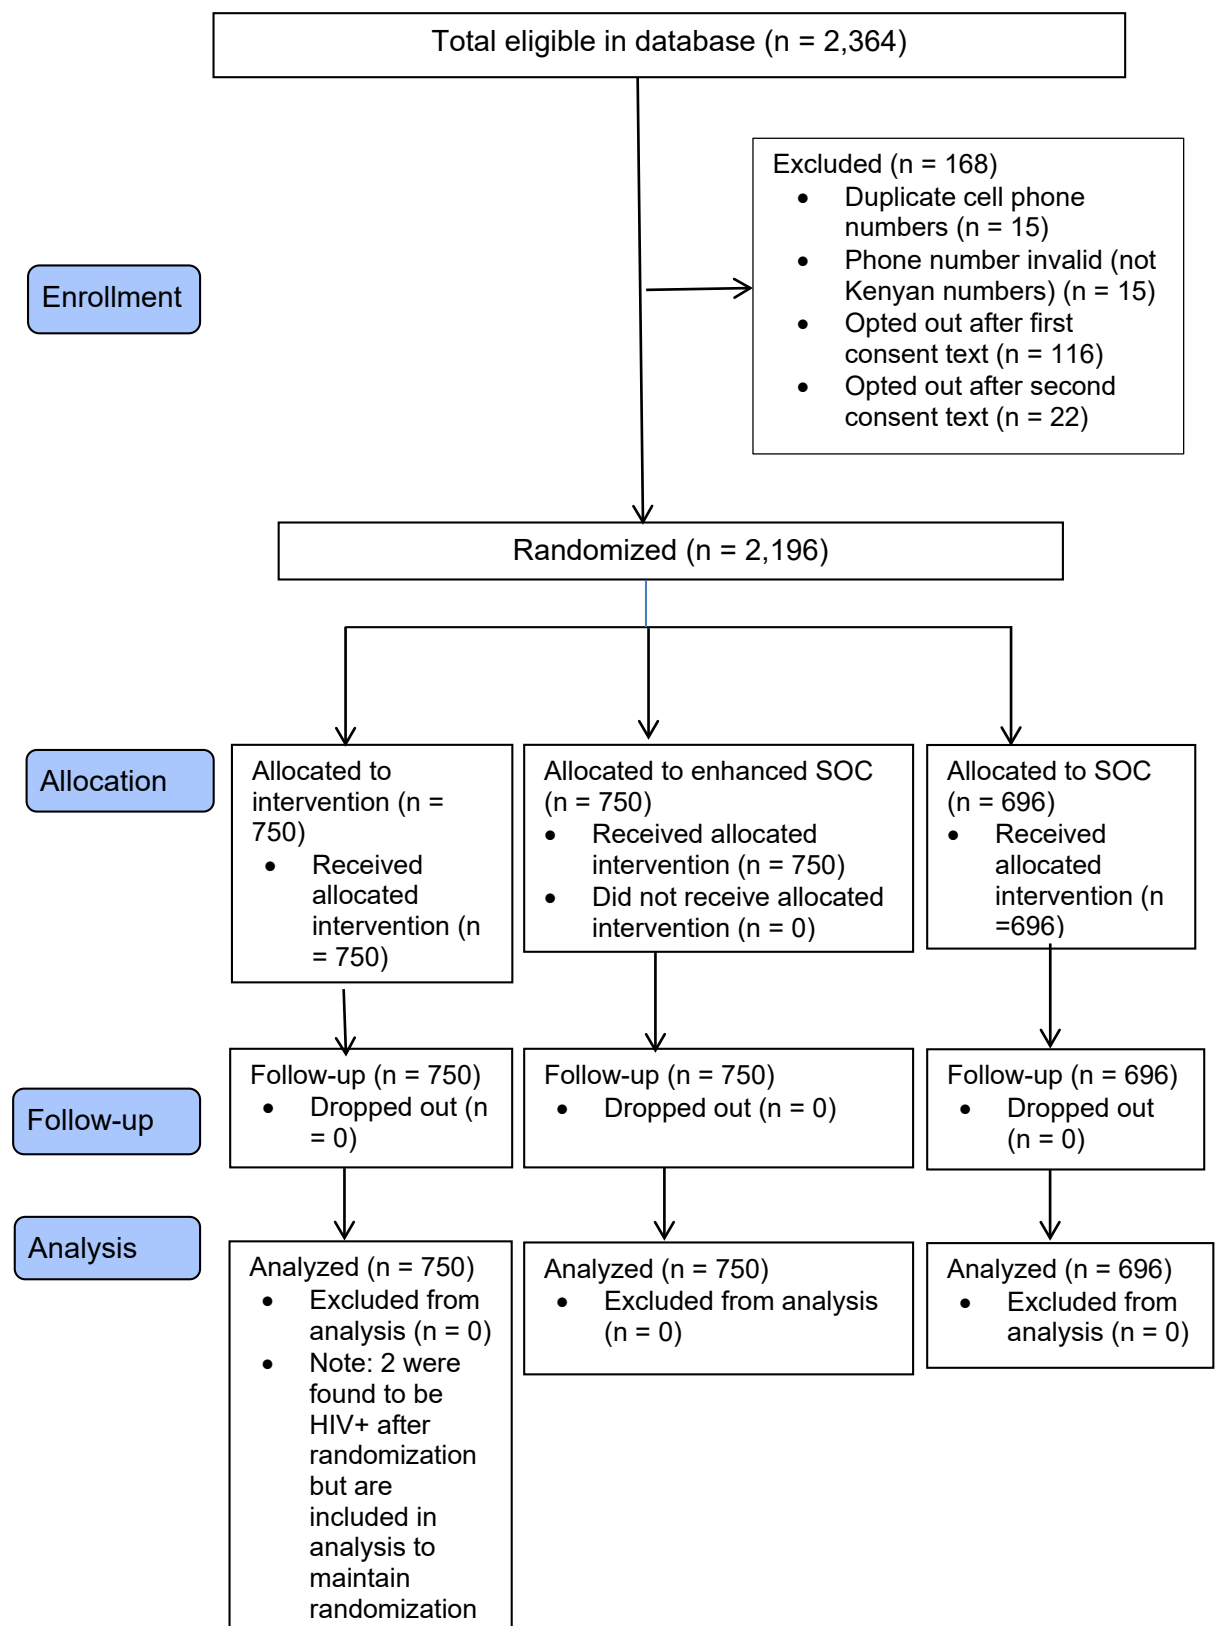 Total eligible in database (n = 2,364)
Excluded (n = 168)
• Duplicate cell phone
numbers (n = 15)
• Phone number invalid (not
Kenyan numbers) (n = 15)
• Opted out after first
consent text (n = 116)
• Opted out after second
consent text (n = 22)
Enrollment
Randomized (n = 2,196)
Allocation
Allocated to
intervention (n =
750)
• Received
allocated
intervention (n
= 750)
Allocated to enhanced SOC
(n = 750)
• Received allocated
intervention (n = 750)
• Did not receive allocated
intervention (n = 0)
Allocated to SOC
(n = 696)
• Received
allocated
intervention (n
=696)
Follow-up
Follow-up (n = 750)
• Dropped out (n
= 0)
Follow-up (n = 750)
• Dropped out (n = 0)
Follow-up (n = 696)
• Dropped out
(n = 0)
Analysis
Analyzed (n = 750)
• Excluded from
analysis (n = 0)
• Note: 2 were
found to be
HIV+ after
randomization
but are
included in
analysis to
maintain
randomization
Analyzed (n = 750)
• Excluded from analysis
(n = 0)
Analyzed (n = 696)
• Excluded from
analysis (n = 0)